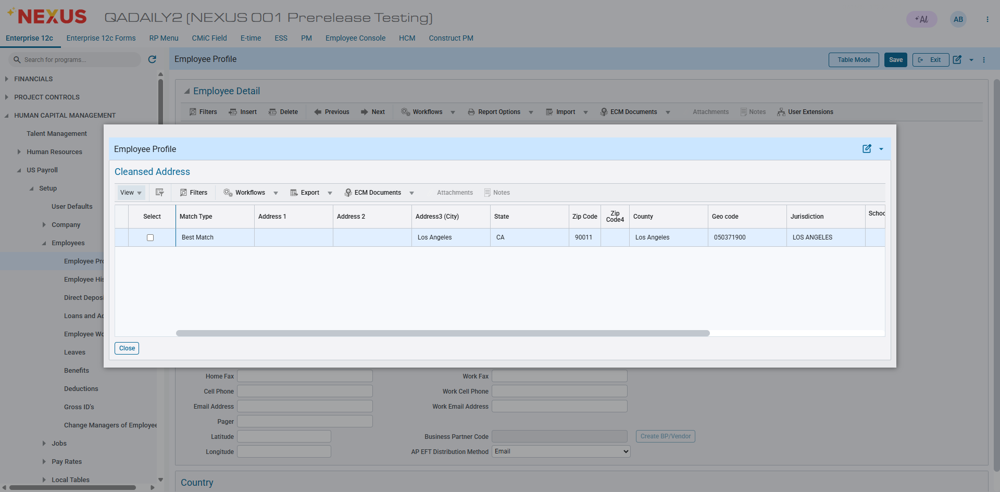 NEXUS
QADAILY2 (NEXUS 001 Prerelease Testing)
AI
AB
Enterprise 12c
Enterprise 12c Forms
RP Menu
CMiC Field
E-time
ESS
PM
Employee Console
HCM
Construct PM
Search for programs...
Employee Profile
Table Mode
Save
Exit
FINANCIALS
PROJECT CONTROLS
HUMAN CAPITAL MANAGEMENT
Talent Management
Human Resources
US Payroll
Setup
User Defaults
Company
Employees
Employee Pro
Employee His
Direct Deposi
Loans and Ad
Employee Wo
Leaves
Benefits
Deductions
Gross ID's
Change Managers of Employee
Jobs
Pay Rates
Local Tables
Employee Detail
Filters
Insert
Delete
Previous
Next
Workflows
Report Options
Import
ECM Documents
Attachments
Notes
User Extensions
Employee Profile
Cleansed Address
View
Filters
Workflows
Export
ECM Documents
Attachments
Notes
Select
Match Type
Address 1
Address 2
Address3 (City)
State
Zip Code
Zip
Code4
County
Geo code
Jurisdiction
Schoo
Best Match
Los Angeles
CA
90011
Los Angeles
050371900
LOS ANGELES
Close
Home Fax
Work Fax
Cell Phone
Work Cell Phone
Email Address
Work Email Address
Pager
Latitude
Business Partner Code
Create BP/Vendor
Longitude
AP EFT Distribution Method
Email
Country